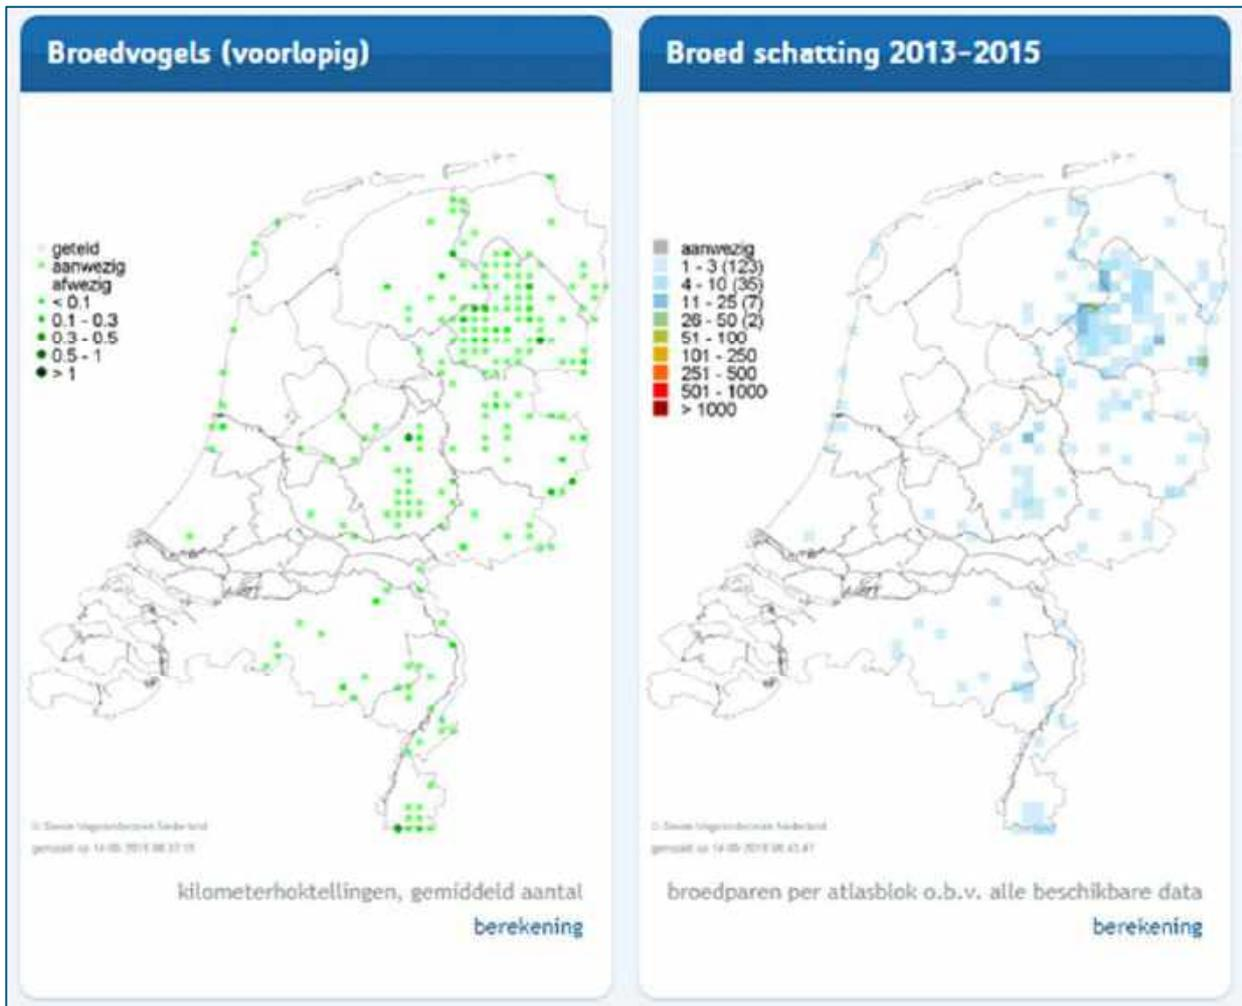 Broedvogels (voorlopig)
geteld
aanwezig
afwezig
< 0.1
0.1 - 0.3
0.3 - 0.5
0.5 - 1
> 1
kilometerhoktellingen, gemiddeld aantal
berekening
Broed schatting 2013-2015
aanwezig
1 - 3 (123)
4 - 10 (35)
11 - 25 (7)
26 - 50 (2)
51 - 100
101 - 250
251 - 500
501 - 1000
> 1000
broedparen per atlasblok o.b.v. alle beschikbare data
berekening